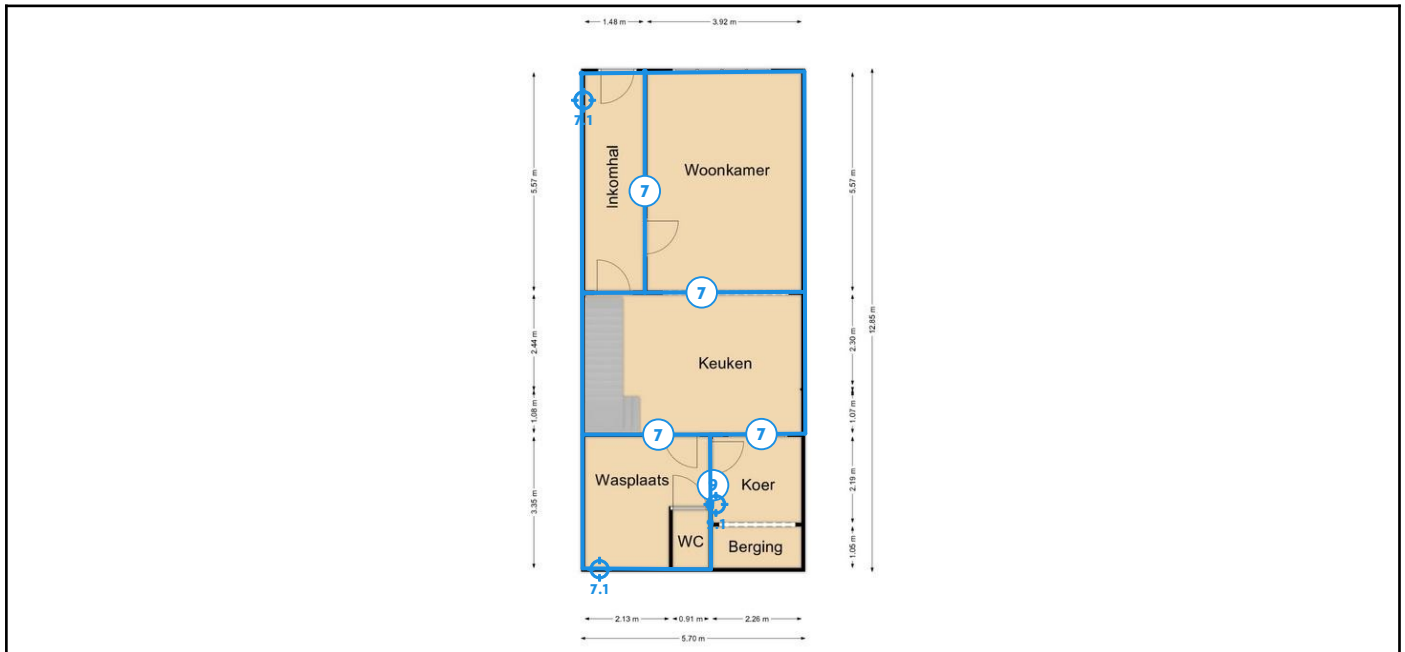 1.48 m
3.92 m
7.1
5.57 m
Inkomhal
Woonkamer
7
5.57 m
7
12.85 m
2.44 m
Keuken
2.30 m
1.08 m
1.07 m
7
7
Wasplaats
9
Koer
2.19 m
3.35 m
WC
Berging
1.05 m
7.1
2.13 m
0.91 m
2.26 m
5.70 m